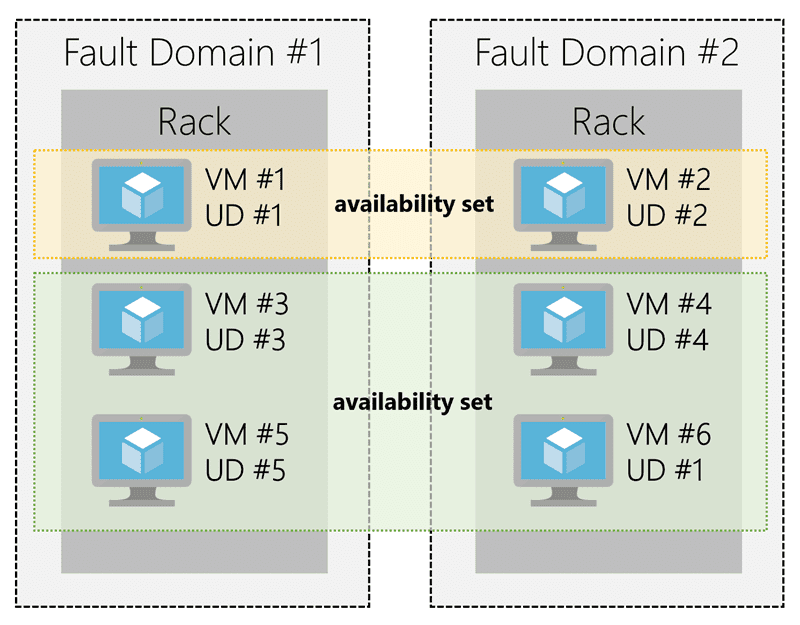 Fault Domain #1
Fault Domain #2
Rack
Rack
VM #1
UD #1
availability set
VM #2
UD #2
VM #3
UD #3
VM #4
UD #4
availability set
VM #5
UD #5
VM #6
UD #1